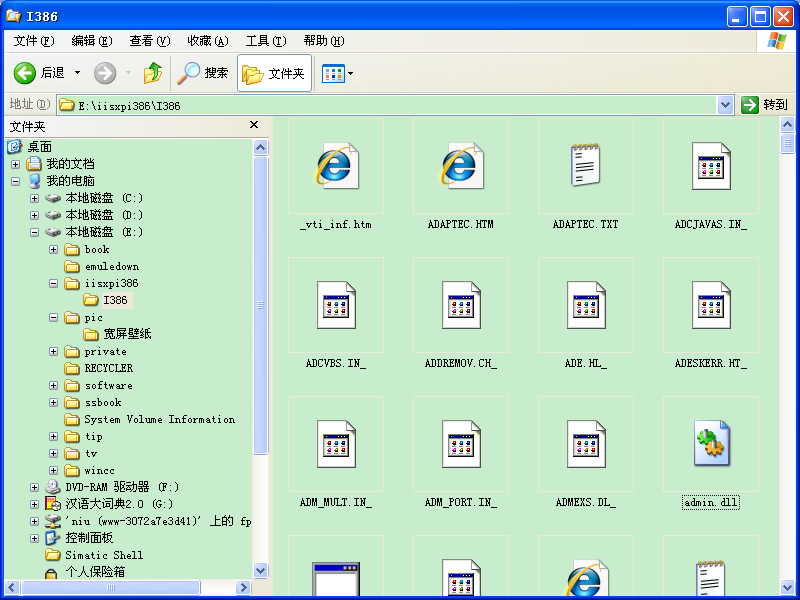 I386
文件(F) 编辑(E) 查看(V) 收藏(A) 工具(T) 帮助(H)
后退 搜索 文件夹
地址(D) E:\iisxpi386\I386 转到
文件夹
桌面
我的文档
我的电脑
本地磁盘 (C:)
本地磁盘 (D:)
本地磁盘 (E:)
book
emuledown
iisxpi386
I386
pic
宽屏壁纸
private
RECYCLER
software
ssbook
System Volume Information
tip
tv
wincc
DVD-RAM 驱动器 (F:)
汉语大词典2.0 (G:)
'niu (www-3072a7e3d41)' 上的 fp
控制面板
Simatic Shell
个人保险箱
_vti_inf.htm ADAPTEC.HTM ADAPTEC.TXT ADCJAVAS.IN_
ADCVBS.IN_ ADDREMOV.CH_ ADE.HL_ ADESKERR.HT_
ADM_MULT.IN_ ADM_PORT.IN_ ADMEXS.DL_ admin.dll